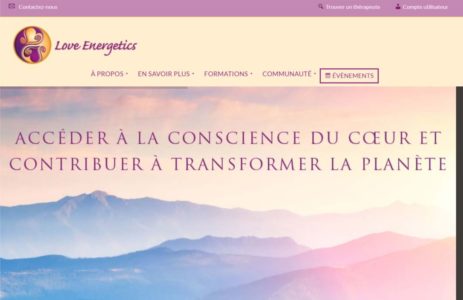 Contactez-nous
Trouver un thérapeute
Compte utilisateur
Love Energetics
À PROPOS
EN SAVOIR PLUS
FORMATIONS
COMMUNAUTÉ
ÉVÈNEMENTS
ACCÉDER À LA CONSCIENCE DU CŒUR ET
CONTRIBUER À TRANSFORMER LA PLANÈTE